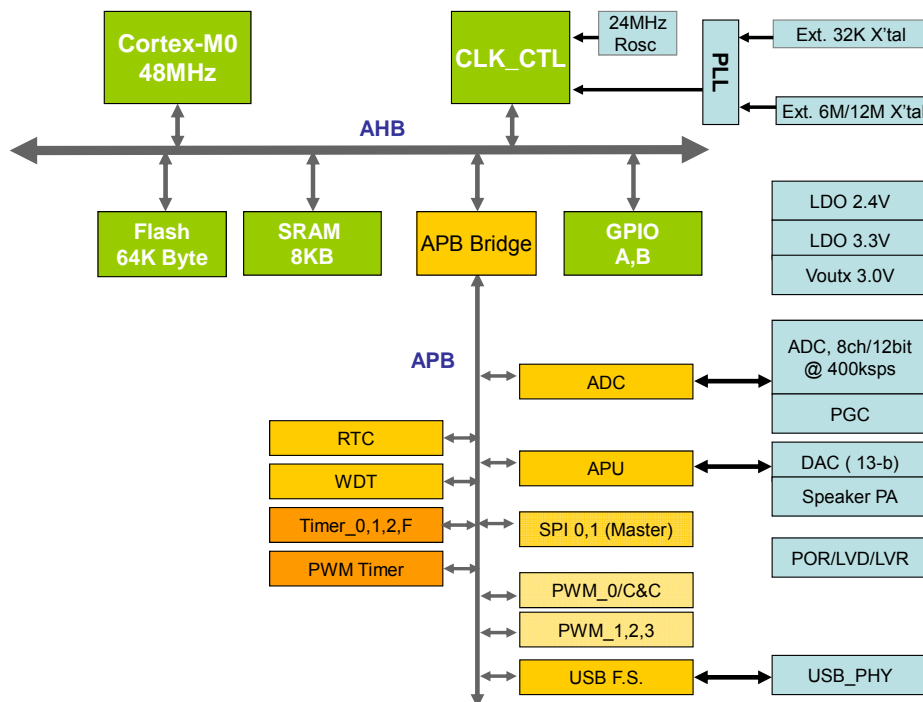 Cortex-M0
48MHz
CLK_CTL
24MHz
Rosc
PLL
Ext. 32K X'tal
Ext. 6M/12M X'tal
AHB
Flash
64K Byte
SRAM
8KB
APB Bridge
GPIO
A,B
LDO 2.4V
LDO 3.3V
Voutx 3.0V
APB
ADC
ADC, 8ch/12bit
@ 400ksps
PGC
RTC
WDT
Timer_0,1,2,F
PWM Timer
APU
DAC ( 13-b)
Speaker PA
SPI 0,1 (Master)
POR/LVD/LVR
PWM_0/C&C
PWM_1,2,3
USB F.S.
USB_PHY